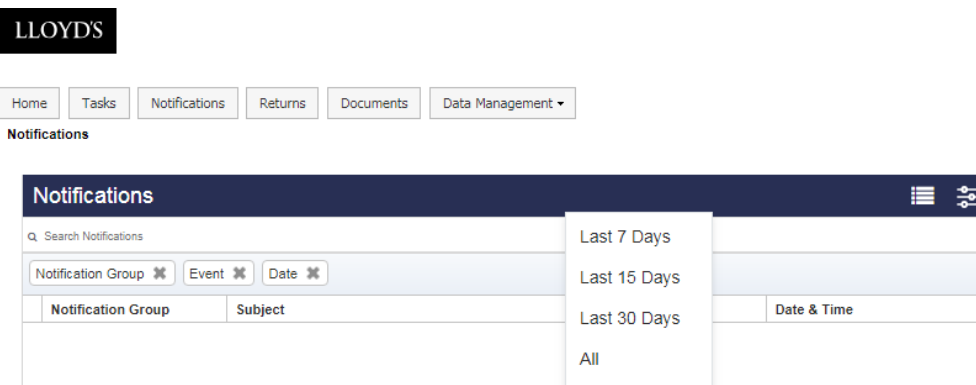 LLOYD'S
Home Tasks Notifications Returns Documents Data Management
Notifications
Notifications
Search Notifications
Last 7 Days
Notification Group Event Date
Last 15 Days
Notification Group Subject Date & Time
Last 30 Days
All